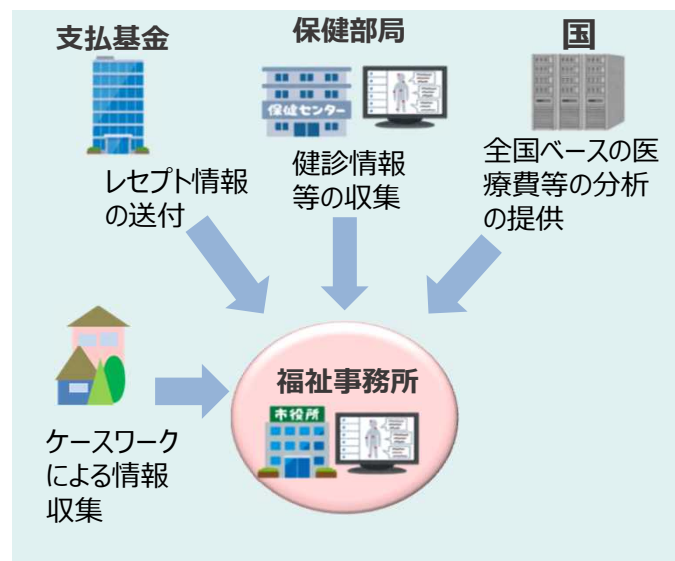 支払基金
保健部局
国
保健センター
レセプト情報
の送付
健診情報
等の収集
全国ベースの医
療費等の分析
の提供
福祉事務所
市役所
ケースワーク
による情報
収集